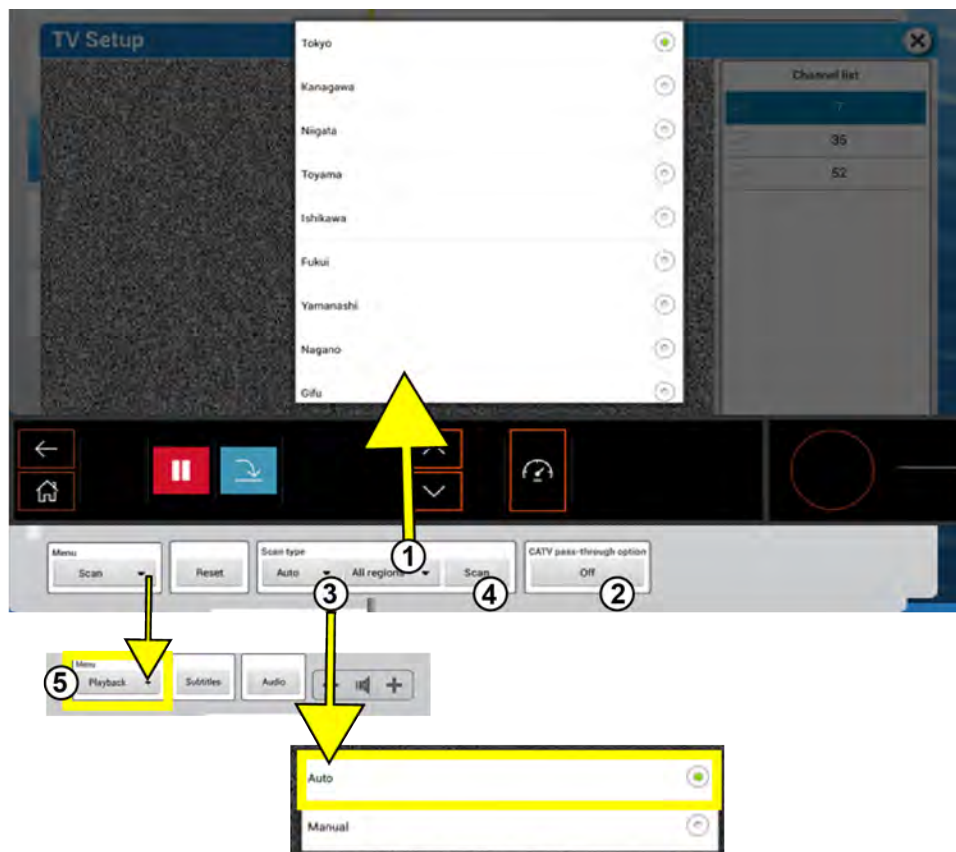 TV Setup
Tokyo
Kanagawa
Niigata
Toyama
Ishikawa
Fukui
Yamanashi
Nagano
Gifu
Channel list
7
35
52
Menu
Scan
Reset
Scan type
Auto
All regions
Scan
CATV pass-through option
Off
1
2
3
4
5
Menu
Playback
Subtitles
Audio
Auto
Manual